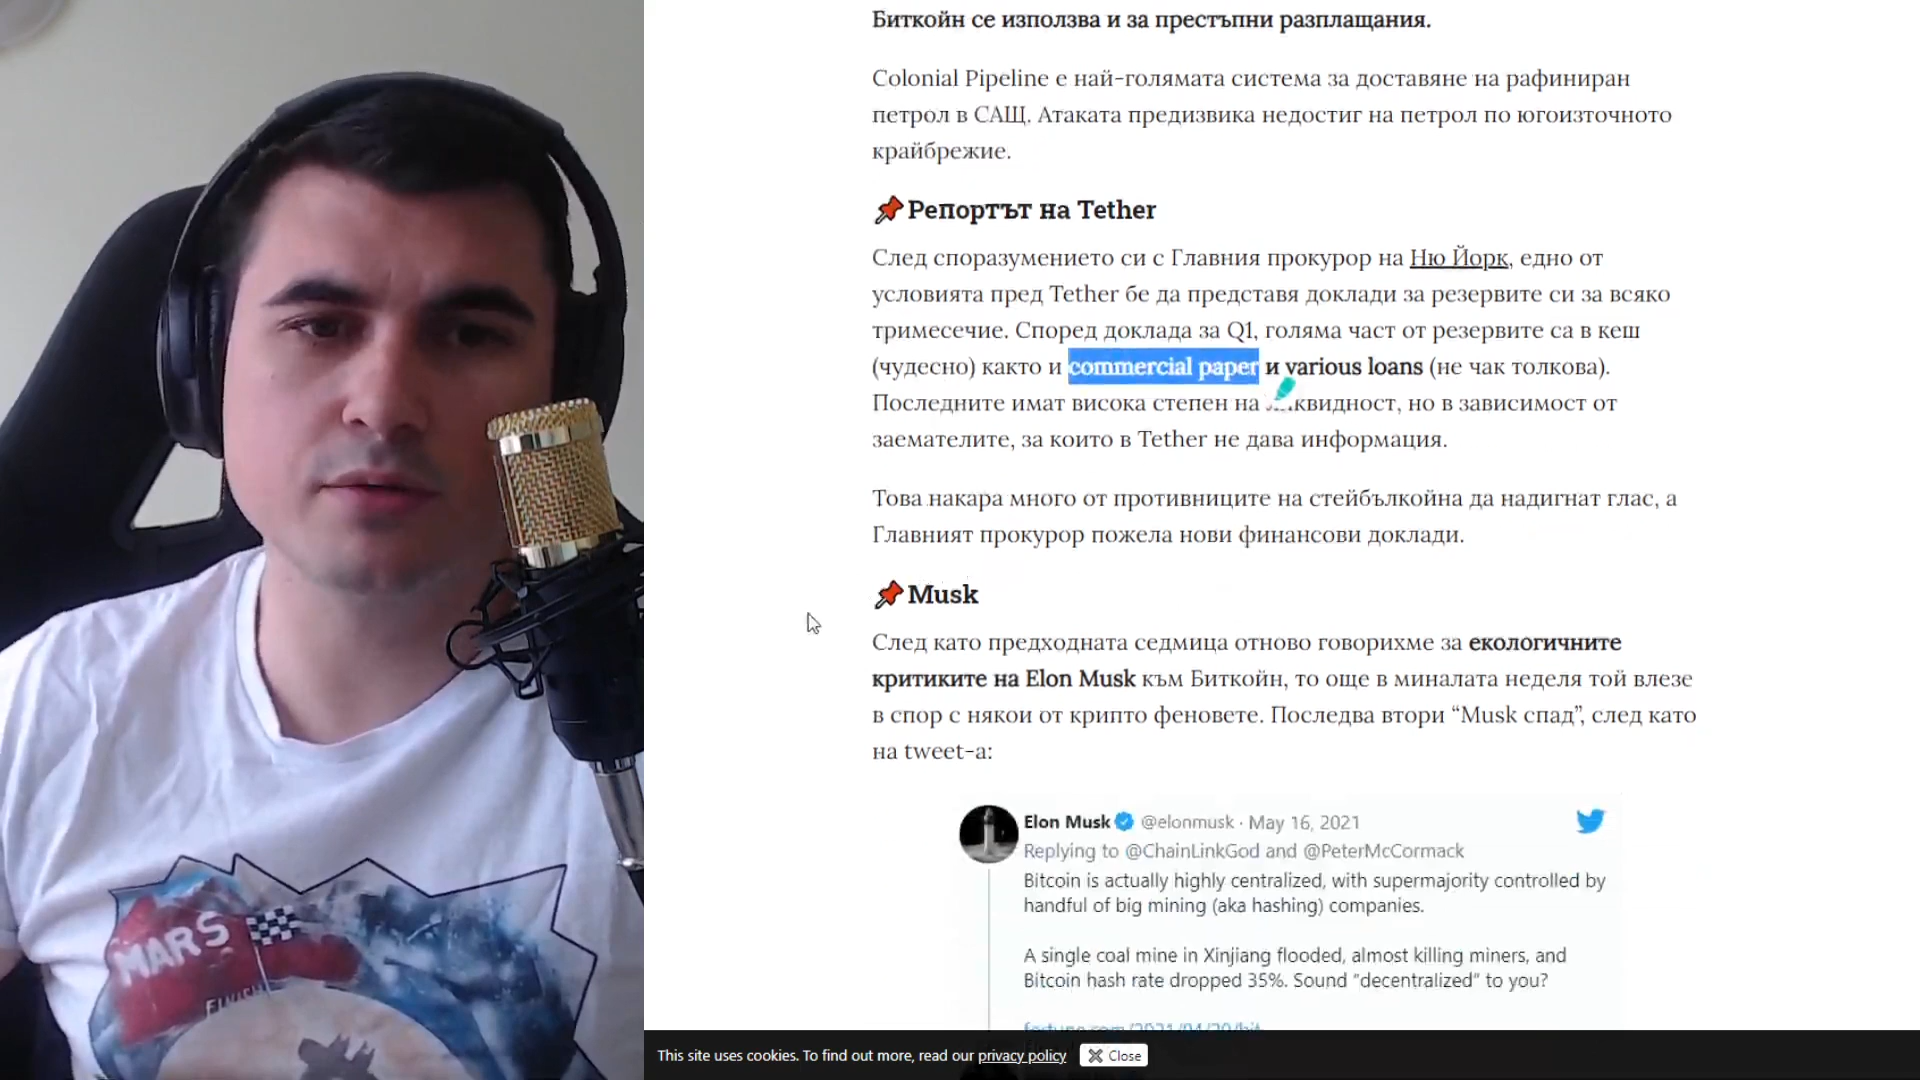 Биткойн се използва и за престъпни разплащания.
Colonial Pipeline е най-голямата система за доставяне на рафиниран
петрол в САЩ. Атаката предизвика недостиг на петрол по югоизточното
крайбрежие.
Репортът на Tether
След споразумението си с Главния прокурор на Ню Йорк, едно от
условията пред Tether бе да представя доклади за резервите си за всяко
тримесечие. Според доклада за Q1, голяма част от резервите са в кеш
(чудесно) както и commercial paper и various loans (не чак толкова).
Последните имат висока степен на ликвидност, но в зависимост от
заемателите, за които в Tether не дава информация.
Това накара много от противниците на стейбълкойна да надигнат глас, а
Главният прокурор пожела нови финансови доклади.
Musk
След като предходната седмица отново говорихме за екологичните
критиките на Elon Musk към Биткойн, то още в миналата неделя той влезе
в спор с някои от крипто феновете. Последва втори “Musk спад”, след като
на tweet-а:
Elon Musk @elonmusk · May 16, 2021
Replying to @ChainLinkGod and @PeterMcCormack
Bitcoin is actually highly centralized, with supermajority controlled by
handful of big mining (aka hashing) companies.
A single coal mine in Xinjiang flooded, almost killing miners, and
Bitcoin hash rate dropped 35%. Sound “decentralized” to you?
This site uses cookies. To find out more, read our privacy policy Close
MARS